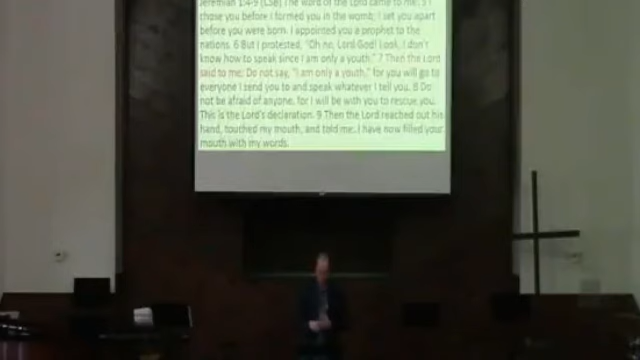 Jeremiah 1:4-9 (CSB) The word of the Lord came to me: 5 I
chose you before I formed you in the womb; I set you apart
before you were born. I appointed you a prophet to the
nations. 6 But I protested, "Oh no, Lord God! Look, I don't
know how to speak since I am only a youth." 7 Then the Lord
said to me: Do not say, "I am only a youth," for you will go to
everyone I send you to and speak whatever I tell you. 8 Do
not be afraid of anyone, for I will be with you to rescue you.
This is the Lord's declaration. 9 Then the Lord reached out his
hand, touched my mouth, and told me: I have now filled your
mouth with my words.